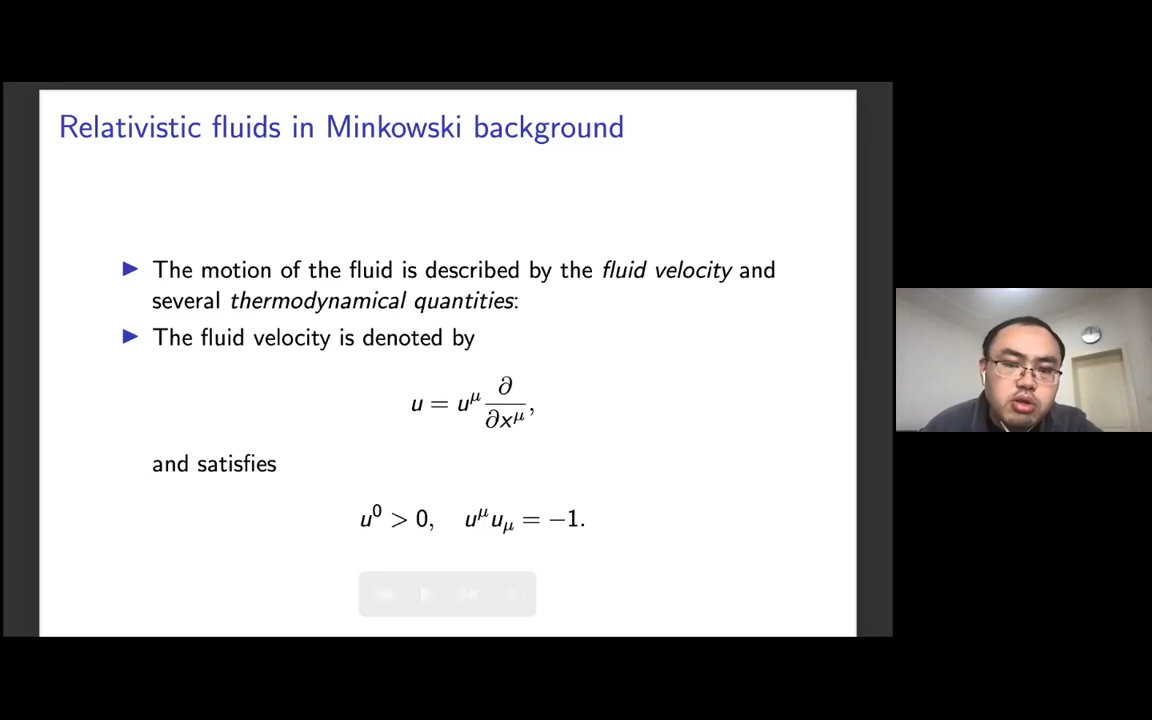 Relativistic fluids in Minkowski background
▶ The motion of the fluid is described by the fluid velocity and
several thermodynamical quantities:
▶ The fluid velocity is denoted by
u = u^μ ∂/∂x^μ,
and satisfies
u^0 > 0, u^μ u_μ = −1.